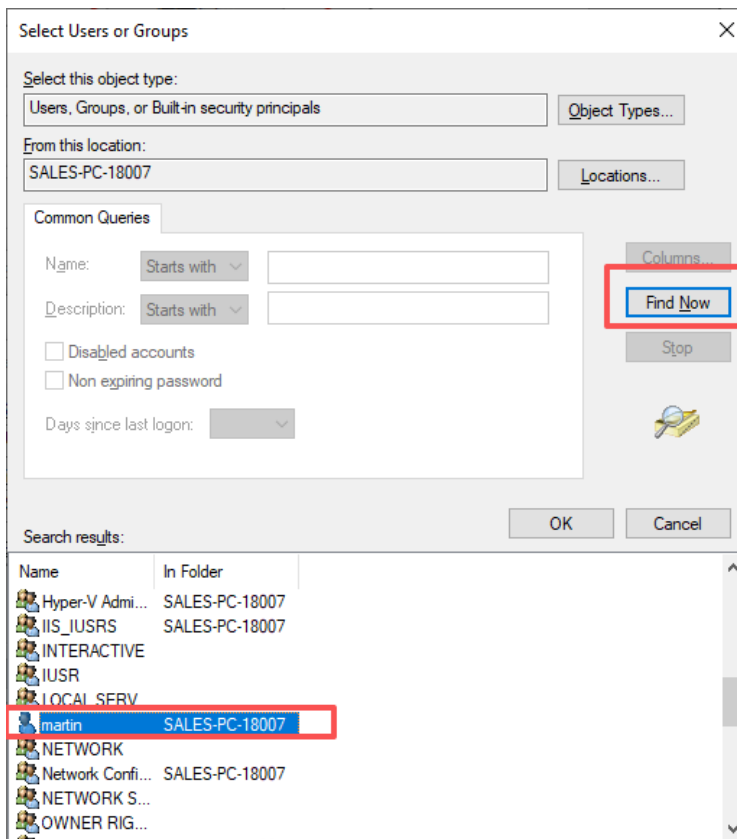 Select Users or Groups
Select this object type:
Users, Groups, or Built-in security principals
Object Types...
From this location:
SALES-PC-18007
Locations...
Common Queries
Name:
Starts with
Columns...
Description:
Starts with
Find Now
Disabled accounts
Stop
Non expiring password
Days since last logon:
OK
Cancel
Search results:
Name In Folder
Hyper-V Admi... SALES-PC-18007
IIS_IUSRS SALES-PC-18007
INTERACTIVE
IUSR
LOCAL SERV
martin SALES-PC-18007
NETWORK
Network Confi... SALES-PC-18007
NETWORK S...
OWNER RIG...